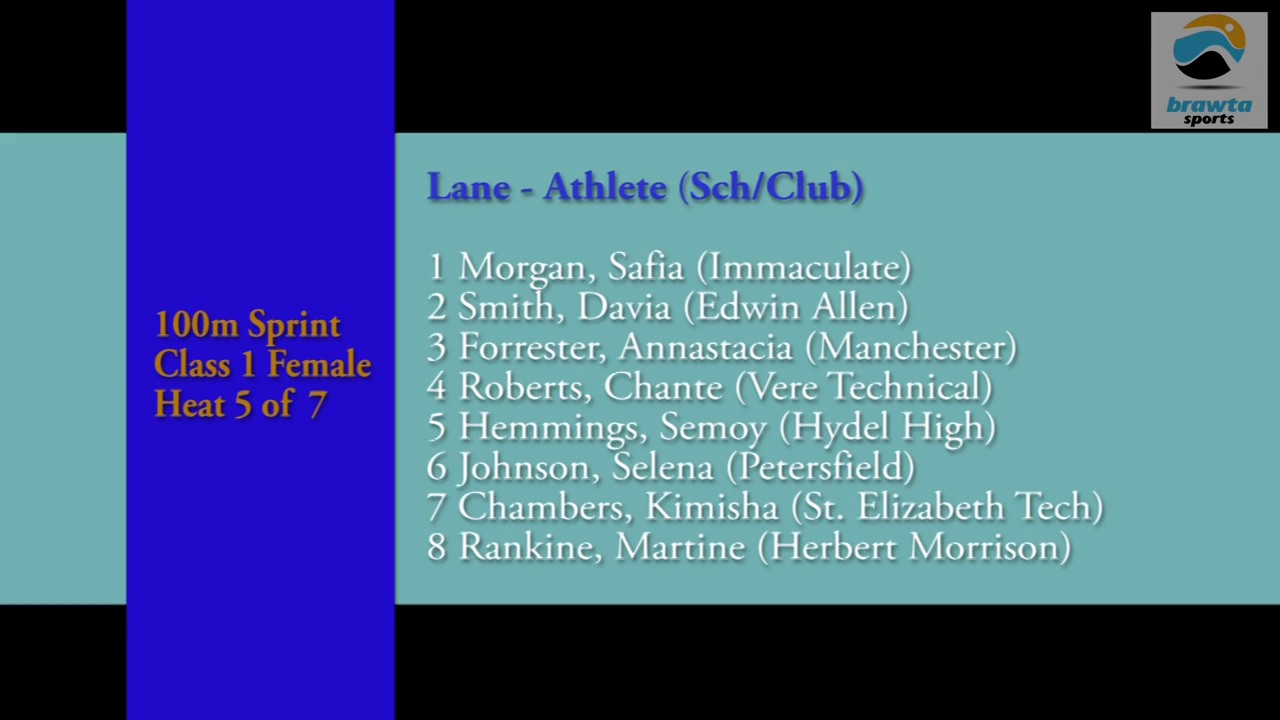 brawta
sports
100m Sprint
Class 1 Female
Heat 5 of 7
Lane - Athlete (Sch/Club)
1 Morgan, Safia (Immaculate)
2 Smith, Davia (Edwin Allen)
3 Forrester, Annastacia (Manchester)
4 Roberts, Chante (Vere Technical)
5 Hemmings, Semoy (Hydel High)
6 Johnson, Selena (Petersfield)
7 Chambers, Kimisha (St. Elizabeth Tech)
8 Rankine, Martine (Herbert Morrison)